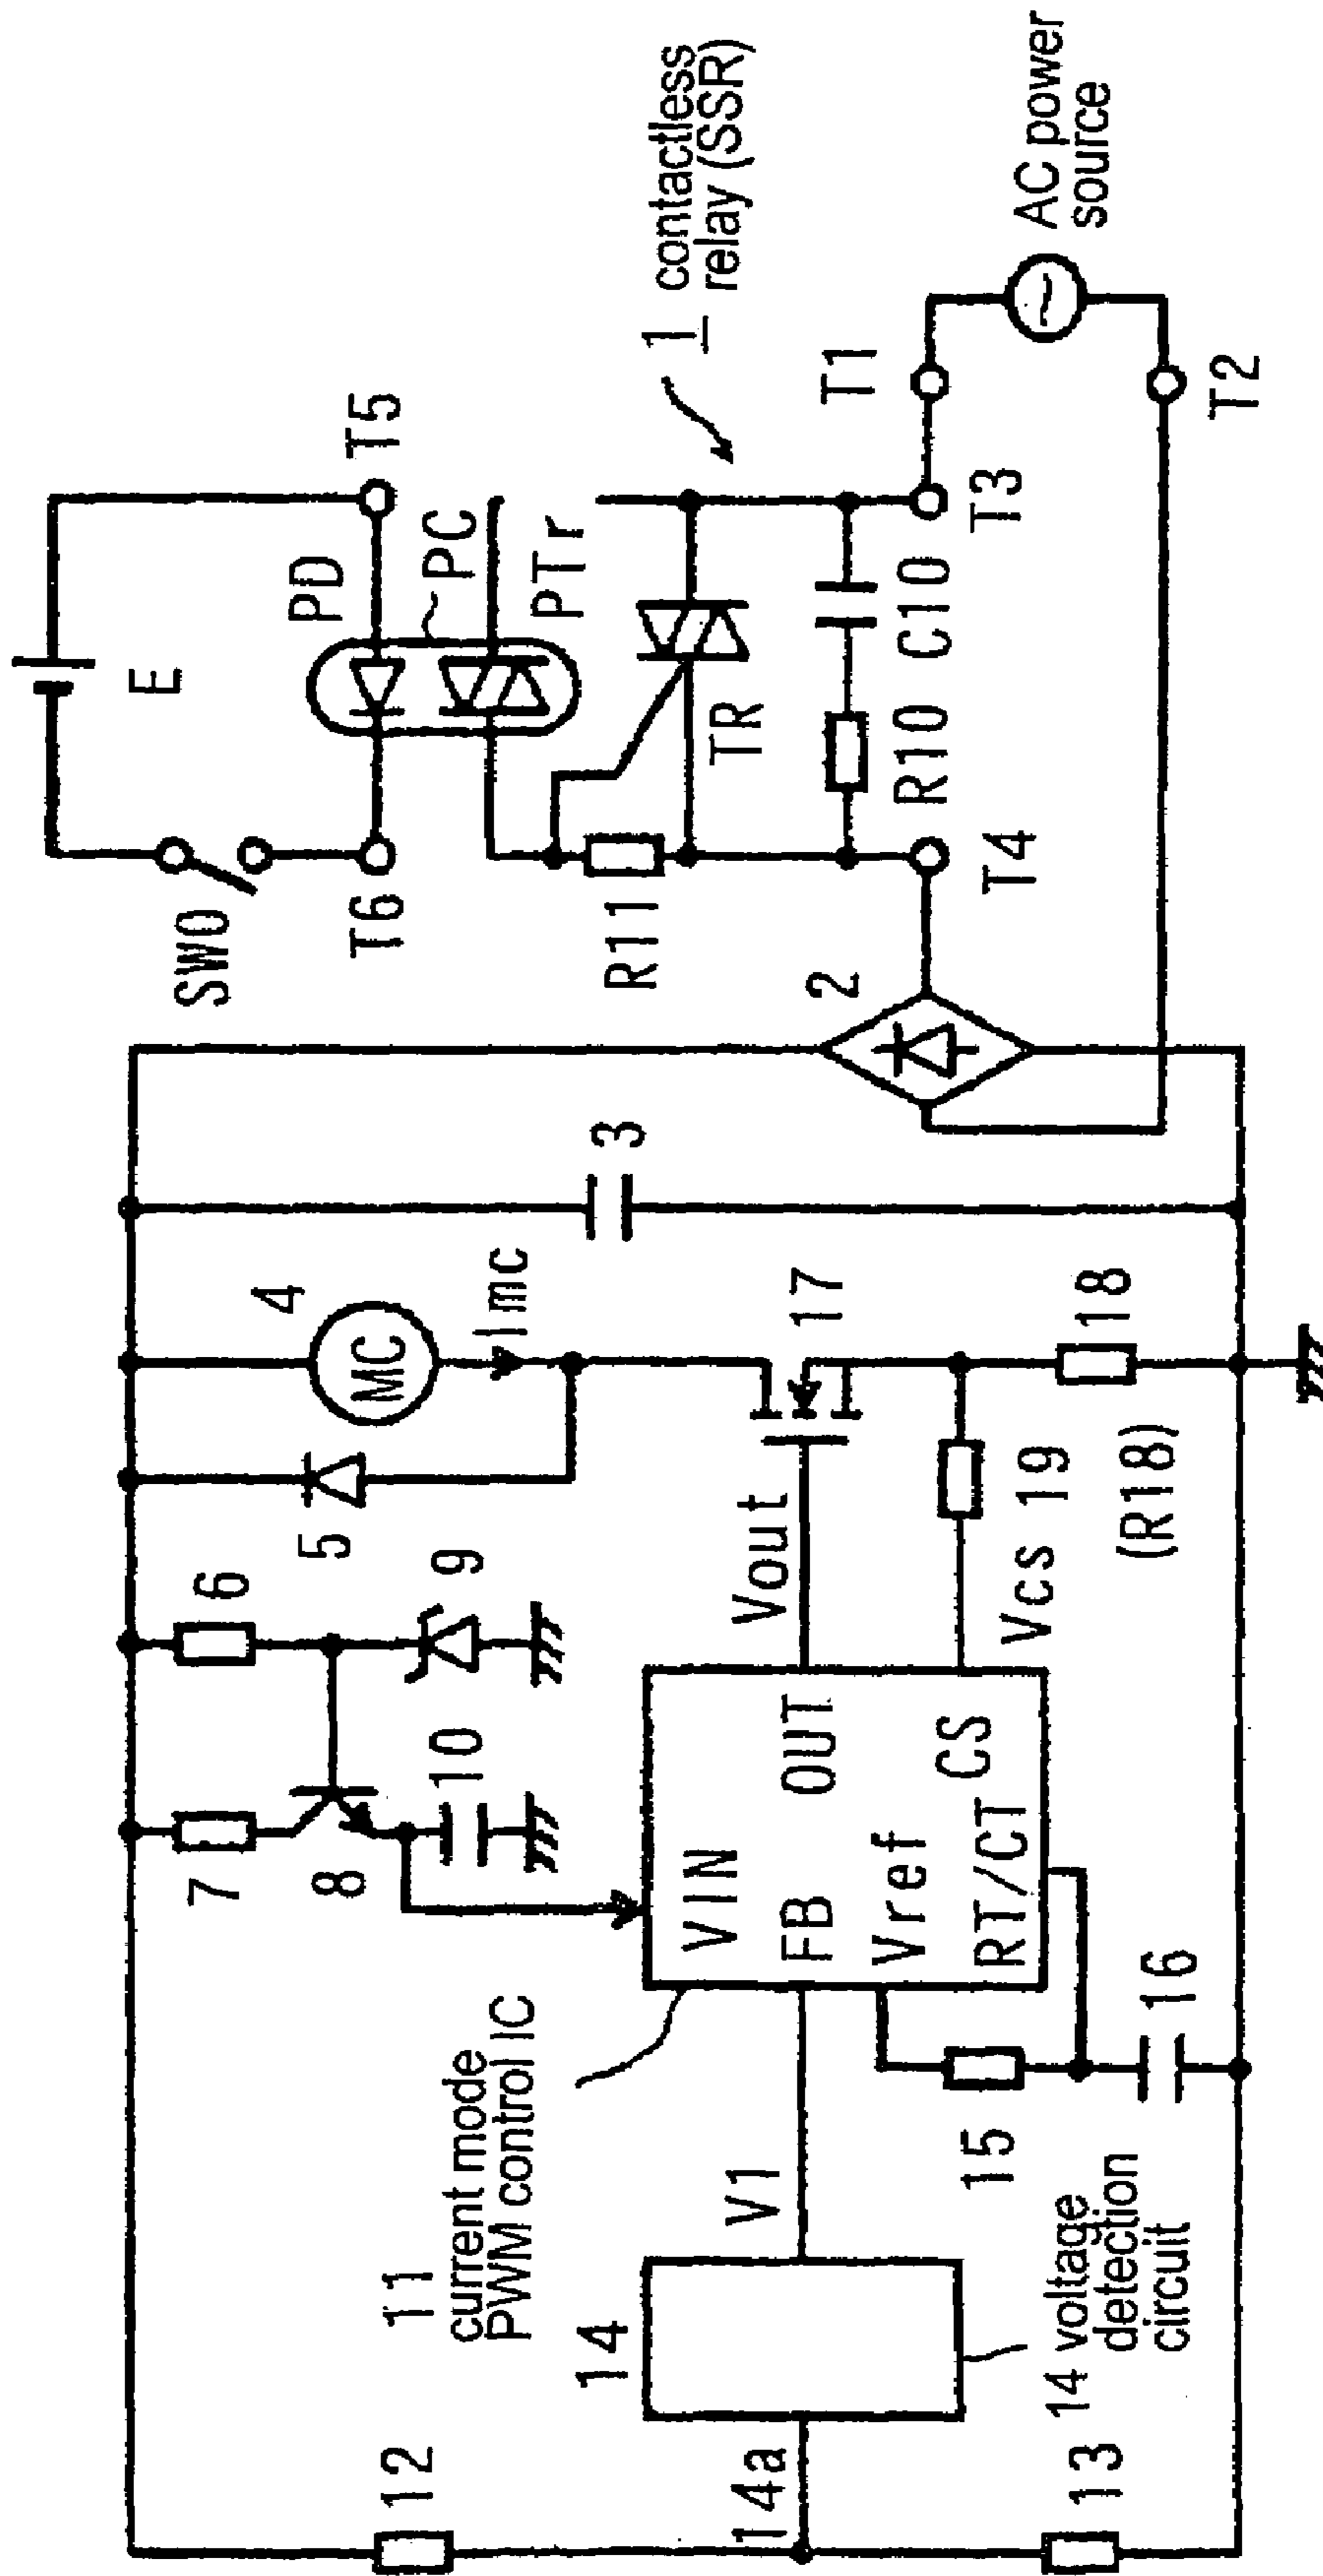 SW0
E
T6
T5
PD
PC
PTr
R11
TR
R10
C10
T4
T3
T1
T2
1 contactless
relay (SSR)
AC power
source
2
3
4
MC
Imc
5
6
7
8
9
10
11
current mode
PWM control IC
VIN
FB
OUT
Vref
CS
RT/CT
Vout
Vcs
17
18
(R18)
19
12
13
14
14a
V1
14 voltage
detection
circuit
15
16